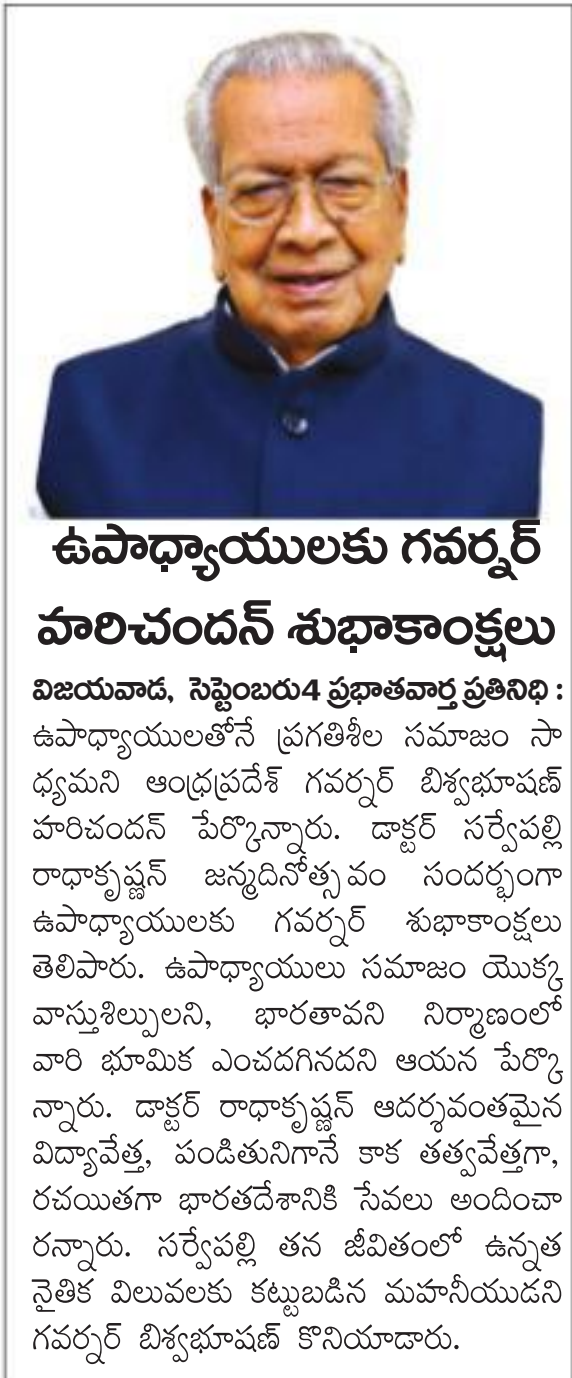 ఉపాధ్యాయులకు గవర్నర్
హరిచందన్ శుభాకాంక్షలు
విజయవాడ, సెప్టెంబరు4 ప్రభాతవార్త ప్రతినిధి :
ఉపాధ్యాయులతోనే ప్రగతిశీల సమాజం సా
ధ్యమని ఆంధ్రప్రదేశ్ గవర్నర్ బిశ్వభూషణ్
హరిచందన్ పేర్కొన్నారు. డాక్టర్ సర్వేపల్లి
రాధాకృష్ణన్ జన్మదినోత్సవం సందర్భంగా
ఉపాధ్యాయులకు గవర్నర్ శుభాకాంక్షలు
తెలిపారు. ఉపాధ్యాయులు సమాజం యొక్క
వాస్తుశిల్పులని, భారతావని నిర్మాణంలో
వారి భూమిక ఎంచదగినదని ఆయన పేర్కొ
న్నారు. డాక్టర్ రాధాకృష్ణన్ ఆదర్శవంతమైన
విద్యావేత్త, పండితునిగానే కాక తత్వవేత్తగా,
రచయితగా భారతదేశానికి సేవలు అందించా
రన్నారు. సర్వేపల్లి తన జీవితంలో ఉన్నత
నైతిక విలువలకు కట్టుబడిన మహనీయుడని
గవర్నర్ బిశ్వభూషణ్ కొనియాడారు.